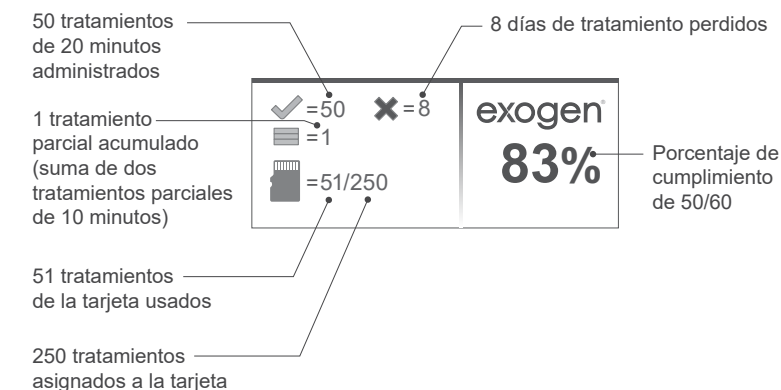 50 tratamientos
de 20 minutos
administrados
8 días de tratamiento perdidos
1 tratamiento
parcial acumulado
(suma de dos
tratamientos parciales
de 10 minutos)
=50 =8
=1
=51/250
exogen
83%
Porcentaje de
cumplimiento
de 50/60
51 tratamientos
de la tarjeta usados
250 tratamientos
asignados a la tarjeta